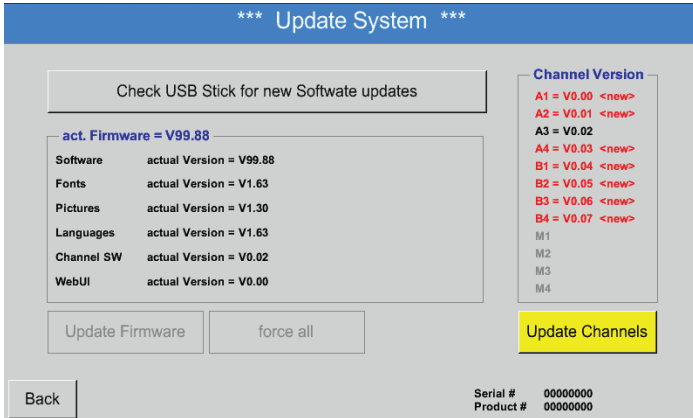 *** Update System ***
Check USB Stick for new Softwate updates
act. Firmware = V99.88
Software actual Version = V99.88
Fonts actual Version = V1.63
Pictures actual Version = V1.30
Languages actual Version = V1.63
Channel SW actual Version = V0.02
WebUI actual Version = V0.00
Update Firmware
force all
Channel Version
A1 = V0.00 <new>
A2 = V0.01 <new>
A3 = V0.02
A4 = V0.03 <new>
B1 = V0.04 <new>
B2 = V0.05 <new>
B3 = V0.06 <new>
B4 = V0.07 <new>
M1
M2
M3
M4
Update Channels
Back
Serial # 00000000
Product # 00000000